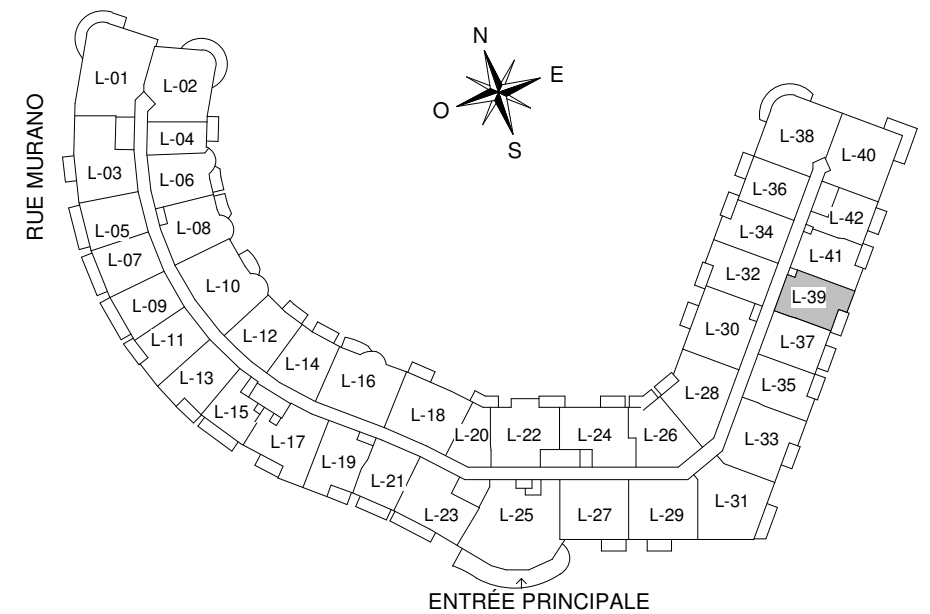 N
E
O
S
RUE MURANO
L-01
L-02
L-04
L-03
L-06
L-05
L-08
L-07
L-10
L-09
L-12
L-11
L-14
L-13
L-16
L-15
L-18
L-17
L-20
L-22
L-24
L-26
L-19
L-21
L-23
L-25
L-27
L-29
L-31
L-28
L-33
L-30
L-35
L-32
L-37
L-34
L-39
L-36
L-41
L-42
L-38
L-40
ENTRÉE PRINCIPALE